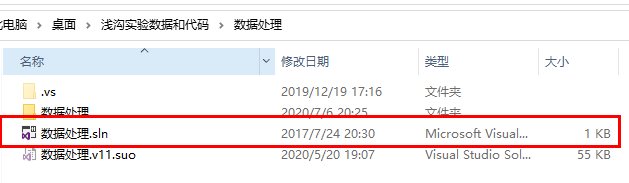 电脑 › 桌面 › 浅沟实验数据和代码 › 数据处理
名称 修改日期 类型 大小
.vs 2019/12/19 17:16 文件夹
数据处理 2020/7/6 20:25 文件夹
数据处理.sln 2017/7/24 20:30 Microsoft Visual... 1 KB
数据处理.v11.suo 2020/5/20 19:07 Visual Studio Sol... 55 KB